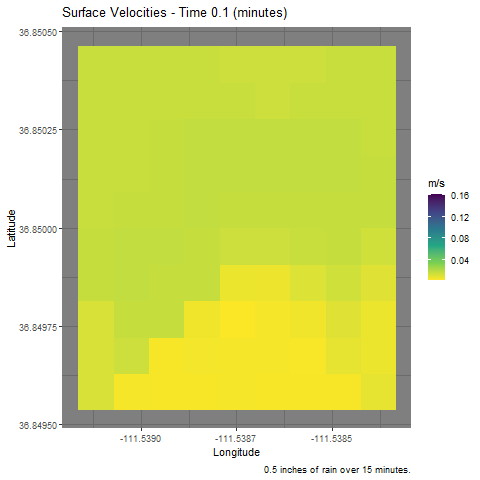 Surface Velocities - Time 0.1 (minutes)
36.85050
36.85025
36.85000
36.84975
36.84950
Latitude
-111.5390
-111.5387
-111.5385
Longitude
m/s
0.16
0.12
0.08
0.04
0.5 inches of rain over 15 minutes.